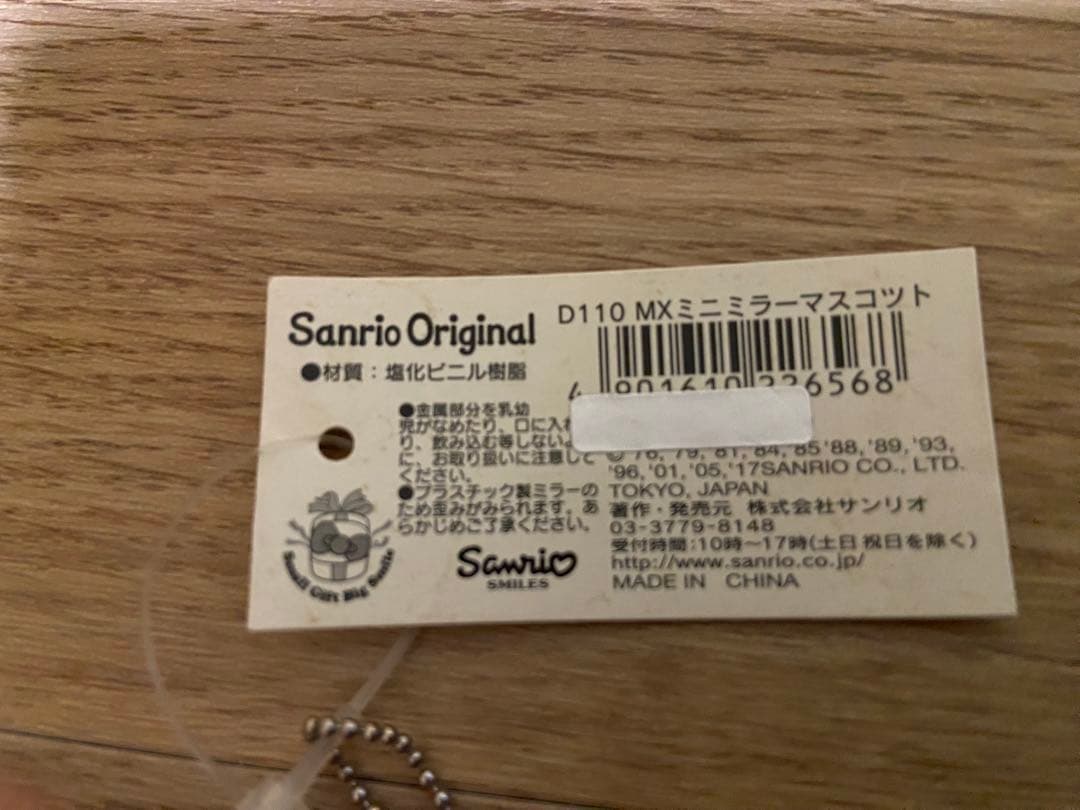 Sanrio Original
D110 MXミニミラーマスコット
●材質：塩化ビニル樹脂
4 901610 326568
●金属部分を乳幼
児がなめたり、口に入れ
り、飲み込む等しない
に、お取り扱いに注意して
ください。
●プラスチック製ミラーの
ため歪みがみられます。あ
らかじめご了承ください。
© '76, '79, '81, '84, '85 '88, '89, '93,
'96, '01, '05, '17 SANRIO CO., LTD.
TOKYO, JAPAN
著作・発売元 株式会社サンリオ
03-3779-8148
受付時間：10時～17時(土日祝日を除く)
http://www.sanrio.co.jp/
MADE IN CHINA
Small Gift Big Smile
Sanrio
SMILES